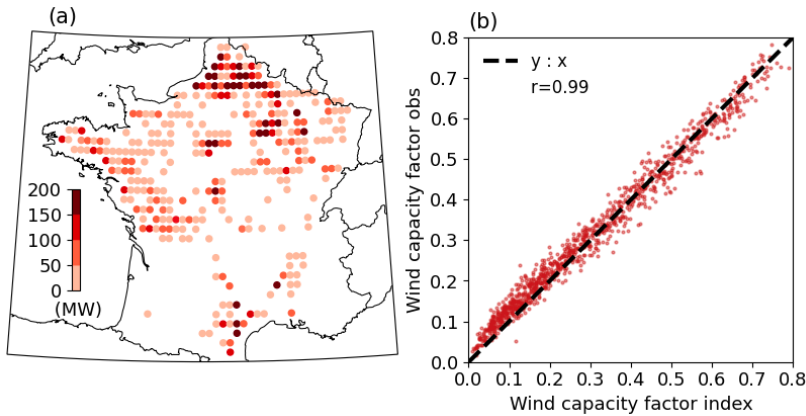 (a)
200
150
100
50
0
(MW)
(b)
Wind capacity factor obs
0.8
0.7
0.6
0.5
0.4
0.3
0.2
0.1
0.0
y : x
r=0.99
0.0 0.1 0.2 0.3 0.4 0.5 0.6 0.7 0.8
Wind capacity factor index